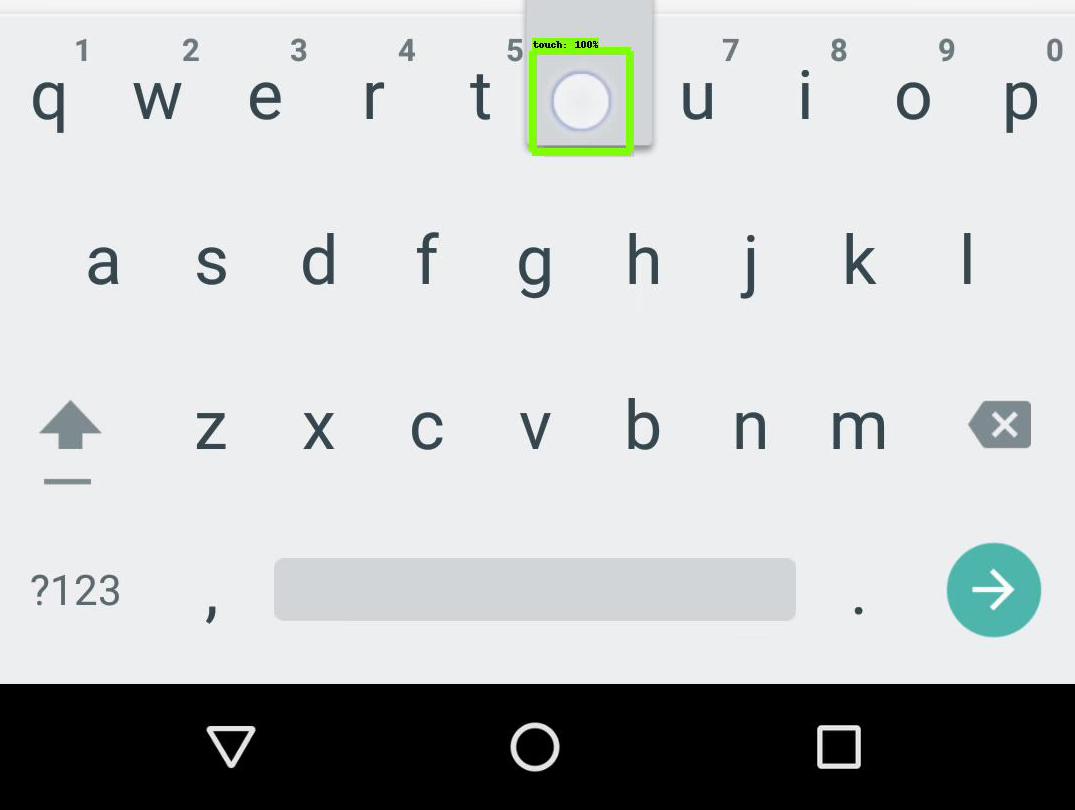 1 2 3 4 5 7 8 9 0
touch: 100%
q w e r t u i o p
a s d f g h j k l
z x c v b n m
?123 , .